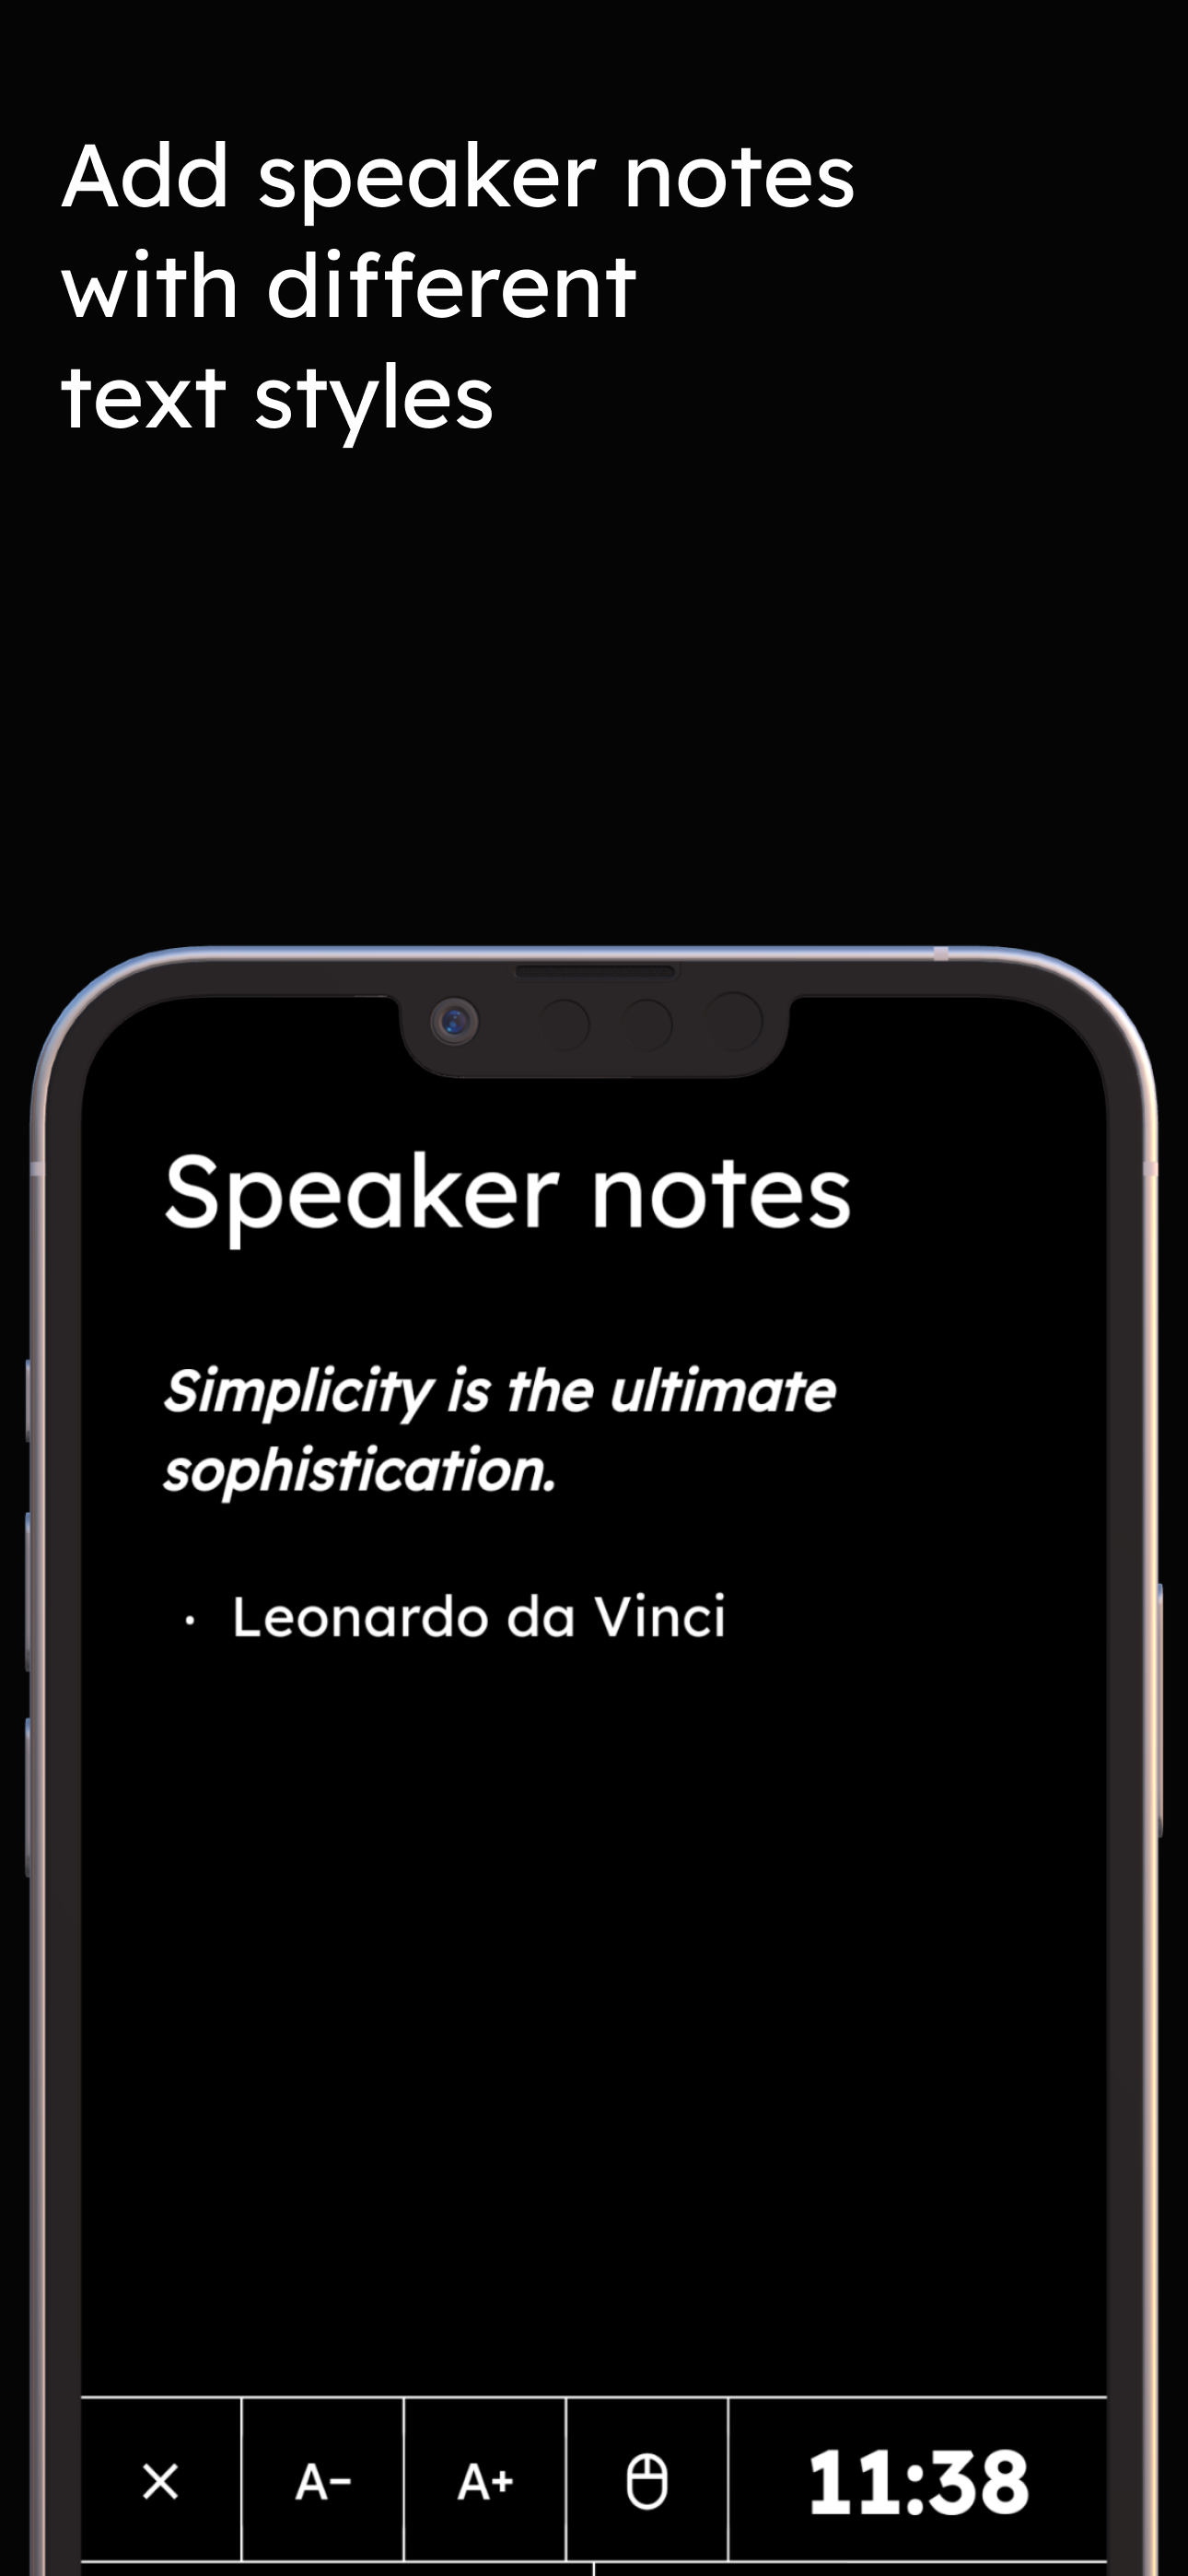 Add speaker notes
with different
text styles
Speaker notes
Simplicity is the ultimate
sophistication.
· Leonardo da Vinci
A- A+ 11:38